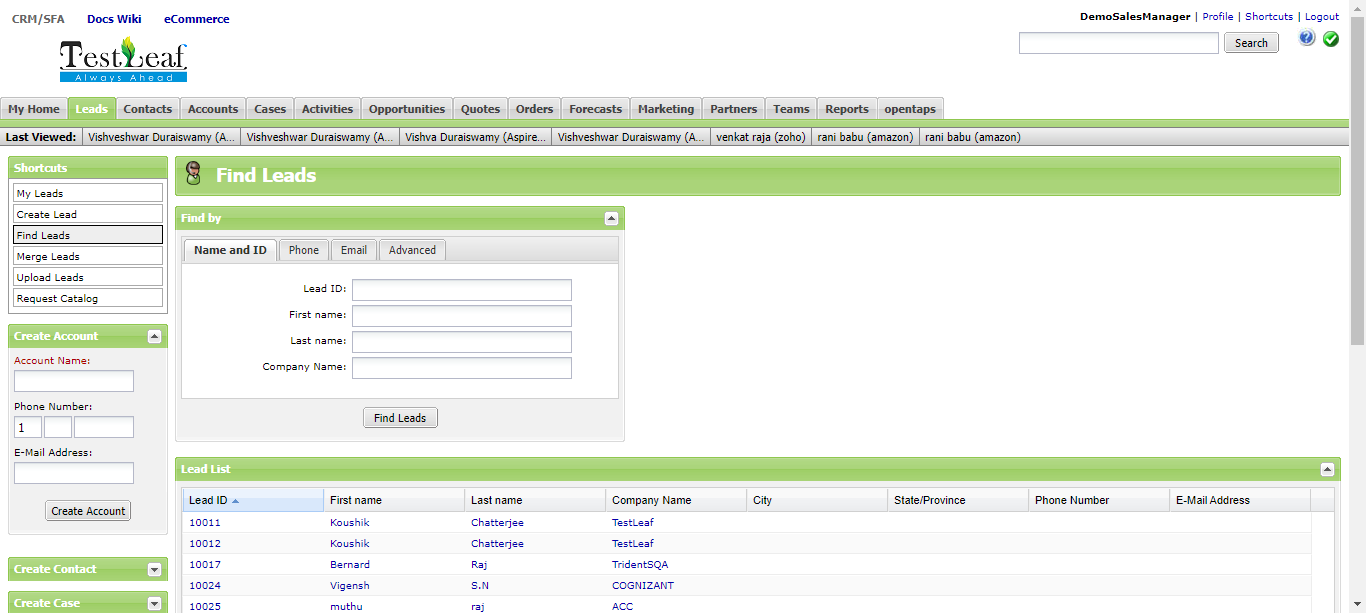 CRM/SFA Docs Wiki eCommerce
DemoSalesManager | Profile | Shortcuts | Logout
TestLeaf
Always Ahead
Search
My Home Leads Contacts Accounts Cases Activities Opportunities Quotes Orders Forecasts Marketing Partners Teams Reports opentaps
Last Viewed: Vishveshwar Duraiswamy (A... Vishveshwar Duraiswamy (A... Vishva Duraiswamy (Aspire... Vishveshwar Duraiswamy (A... venkat raja (zoho) rani babu (amazon) rani babu (amazon)
Shortcuts
My Leads
Create Lead
Find Leads
Merge Leads
Upload Leads
Request Catalog
Create Account
Account Name:
Phone Number:
1
E-Mail Address:
Create Account
Create Contact
Create Case
Find Leads
Find by
Name and ID Phone Email Advanced
Lead ID:
First name:
Last name:
Company Name:
Find Leads
Lead List
Lead ID First name Last name Company Name City State/Province Phone Number E-Mail Address
10011 Koushik Chatterjee TestLeaf
10012 Koushik Chatterjee TestLeaf
10017 Bernard Raj TridentSQA
10024 Vigensh S.N COGNIZANT
10025 muthu raj ACC